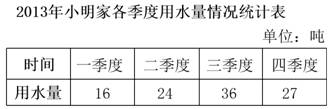 2013年小明家各季度用水量情况统计表
单位：吨
时间 一季度 二季度 三季度 四季度
用水量 16 24 36 27